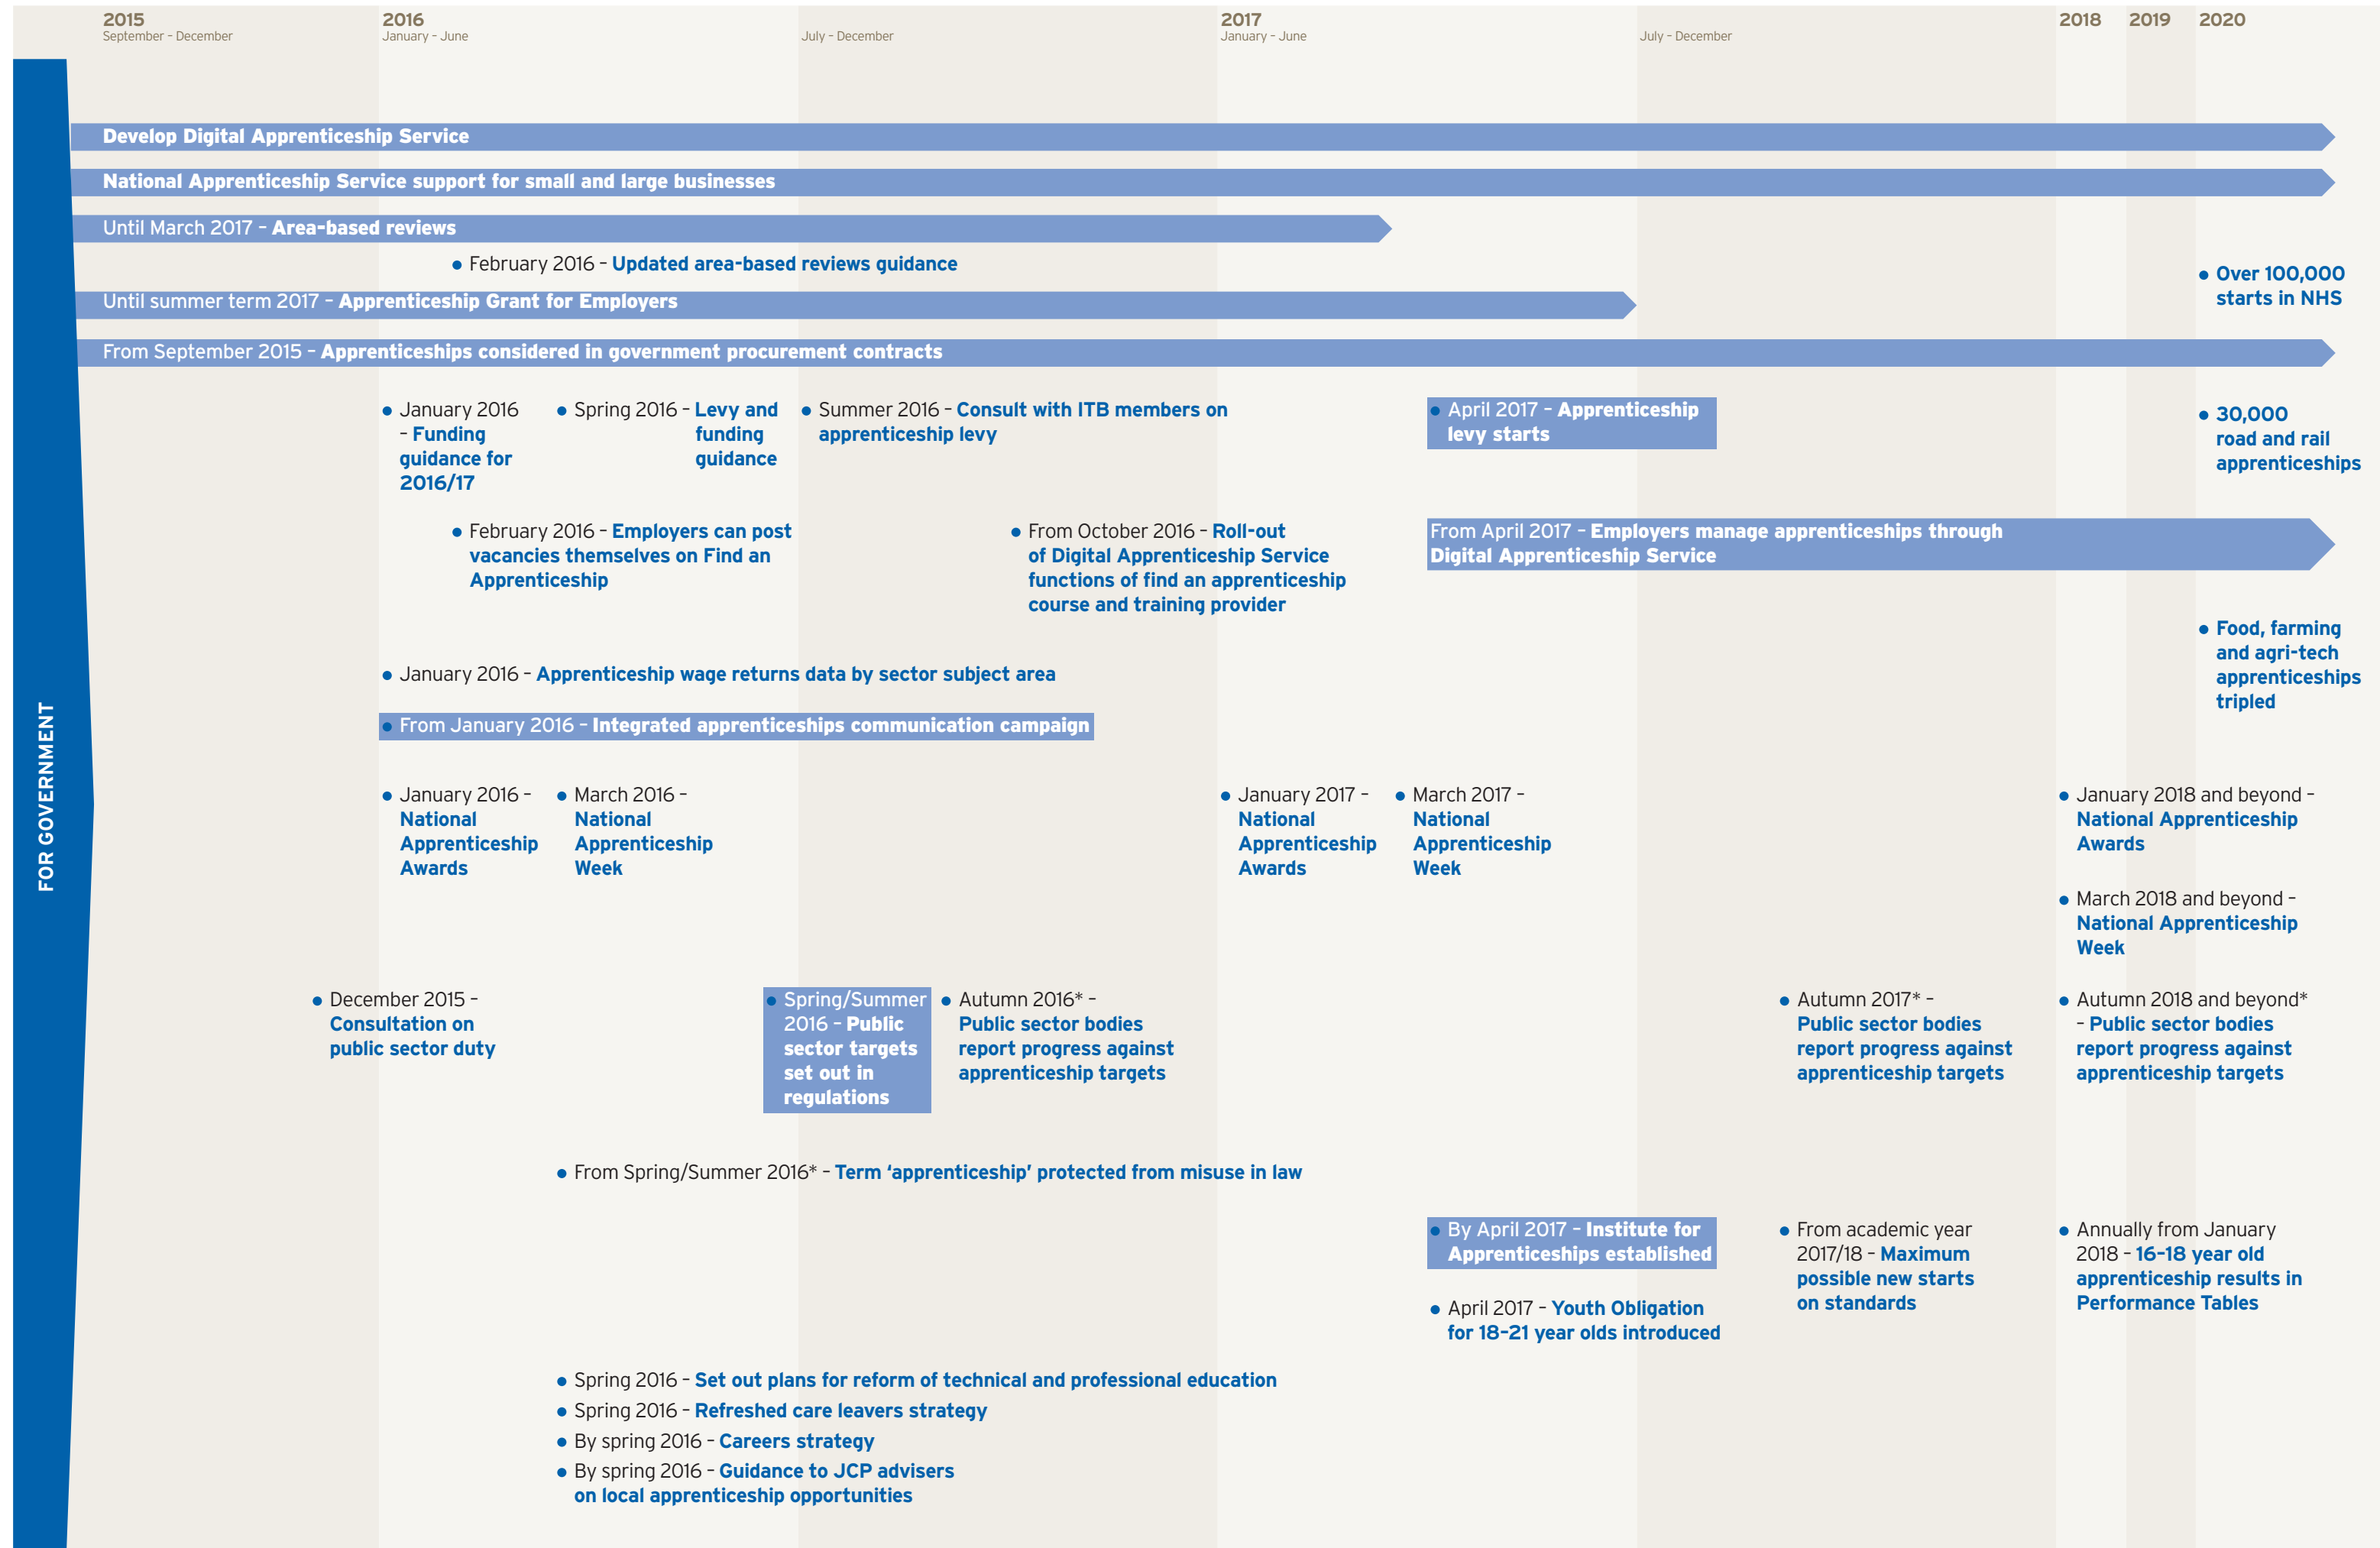 2015
September – December
2016
January – June
July – December
2017
January – June
July – December
2018
2019
2020
FOR GOVERNMENT
Develop Digital Apprenticeship Service
National Apprenticeship Service support for small and large businesses
Until March 2017 – Area-based reviews
• February 2016 – Updated area-based reviews guidance
• Over 100,000
starts in NHS
Until summer term 2017 – Apprenticeship Grant for Employers
From September 2015 – Apprenticeships considered in government procurement contracts
• January 2016
– Funding
guidance for
2016/17
• Spring 2016 – Levy and
funding
guidance
• Summer 2016 – Consult with ITB members on
apprenticeship levy
• April 2017 – Apprenticeship
levy starts
• 30,000
road and rail
apprenticeships
• February 2016 – Employers can post
vacancies themselves on Find an
Apprenticeship
• From October 2016 – Roll-out
of Digital Apprenticeship Service
functions of find an apprenticeship
course and training provider
From April 2017 – Employers manage apprenticeships through
Digital Apprenticeship Service
• Food, farming
and agri-tech
apprenticeships
tripled
• January 2016 – Apprenticeship wage returns data by sector subject area
• From January 2016 – Integrated apprenticeships communication campaign
• January 2016 –
National
Apprenticeship
Awards
• March 2016 –
National
Apprenticeship
Week
• January 2017 –
National
Apprenticeship
Awards
• March 2017 –
National
Apprenticeship
Week
• January 2018 and beyond –
National Apprenticeship
Awards
• March 2018 and beyond –
National Apprenticeship
Week
• December 2015 –
Consultation on
public sector duty
• Spring/Summer
2016 – Public
sector targets
set out in
regulations
• Autumn 2016* –
Public sector bodies
report progress against
apprenticeship targets
• Autumn 2017* –
Public sector bodies
report progress against
apprenticeship targets
• Autumn 2018 and beyond*
– Public sector bodies
report progress against
apprenticeship targets
• From Spring/Summer 2016* – Term ‘apprenticeship’ protected from misuse in law
• By April 2017 – Institute for
Apprenticeships established
• From academic year
2017/18 – Maximum
possible new starts
on standards
• Annually from January
2018 – 16–18 year old
apprenticeship results in
Performance Tables
• April 2017 – Youth Obligation
for 18–21 year olds introduced
• Spring 2016 – Set out plans for reform of technical and professional education
• Spring 2016 – Refreshed care leavers strategy
• By spring 2016 – Careers strategy
• By spring 2016 – Guidance to JCP advisers
on local apprenticeship opportunities